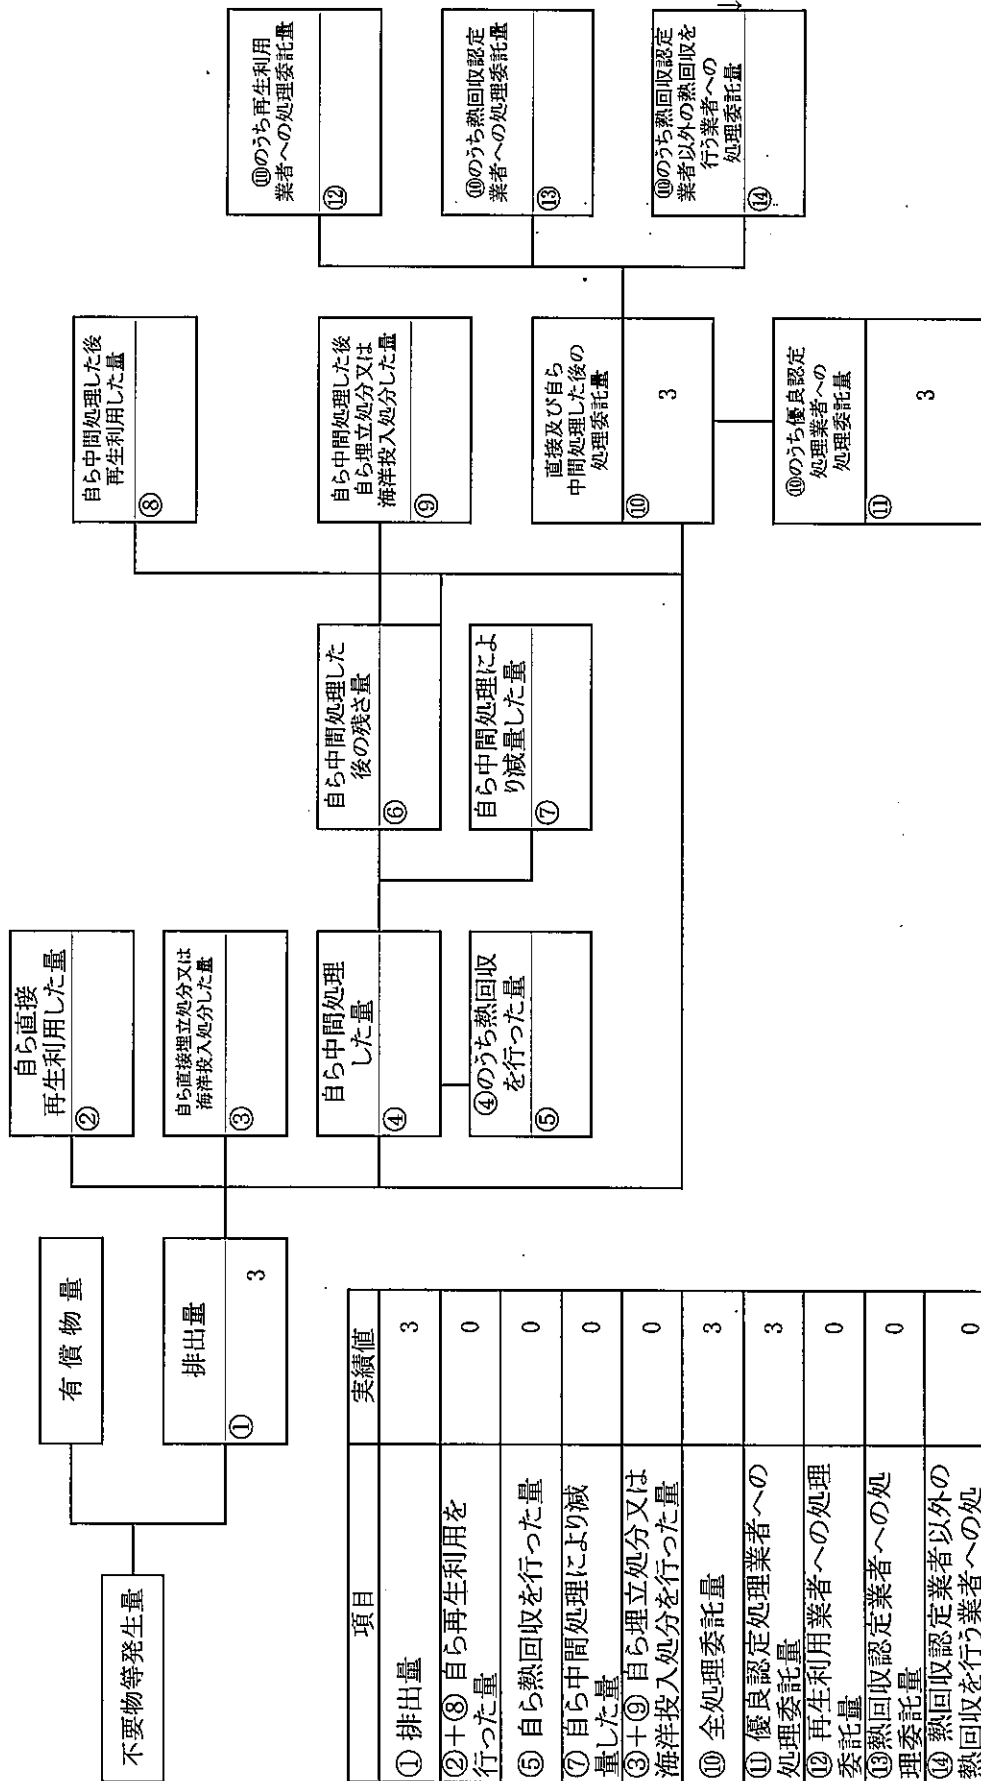 不要物等発生量
有償物量
排出量
①
3
自ら直接
再生利用した量
②
自ら直接埋立処分又は
海洋投入処分した量
③
自ら中間処理
した量
④
④のうち熱回収
を行った量
⑤
自ら中間処理した
後の残さ量
⑥
自ら中間処理によ
り減量した量
⑦
自ら中間処理した後
再生利用した量
⑧
自ら中間処理した後
自ら埋立処分又は
海洋投入処分した量
⑨
直接及び自ら
中間処理した後の
処理委託量
⑩
3
⑩のうち優良認定
処理業者への
処理委託量
⑪
3
⑩のうち再生利用
業者への処理委託量
⑫
⑩のうち熱回収認定
業者への処理委託量
⑬
⑩のうち熱回収認定
業者以外の熱回収を
行う業者への
処理委託量
⑭
項目 実績値
①排出量 3
②+⑧ 自ら再生利用を
行った量 0
⑤ 自ら熱回収を行った量 0
⑦ 自ら中間処理により減
量した量 0
③+⑨ 自ら埋立処分又は
海洋投入処分を行った量 0
⑩ 全処理委託量 3
⑪ 優良認定処理業者への
処理委託量 3
⑫ 再生利用業者への処理
委託量 0
⑬熱回収認定業者への処
理委託量 0
⑭ 熱回収認定業者以外の
熱回収を行う業者への処 0